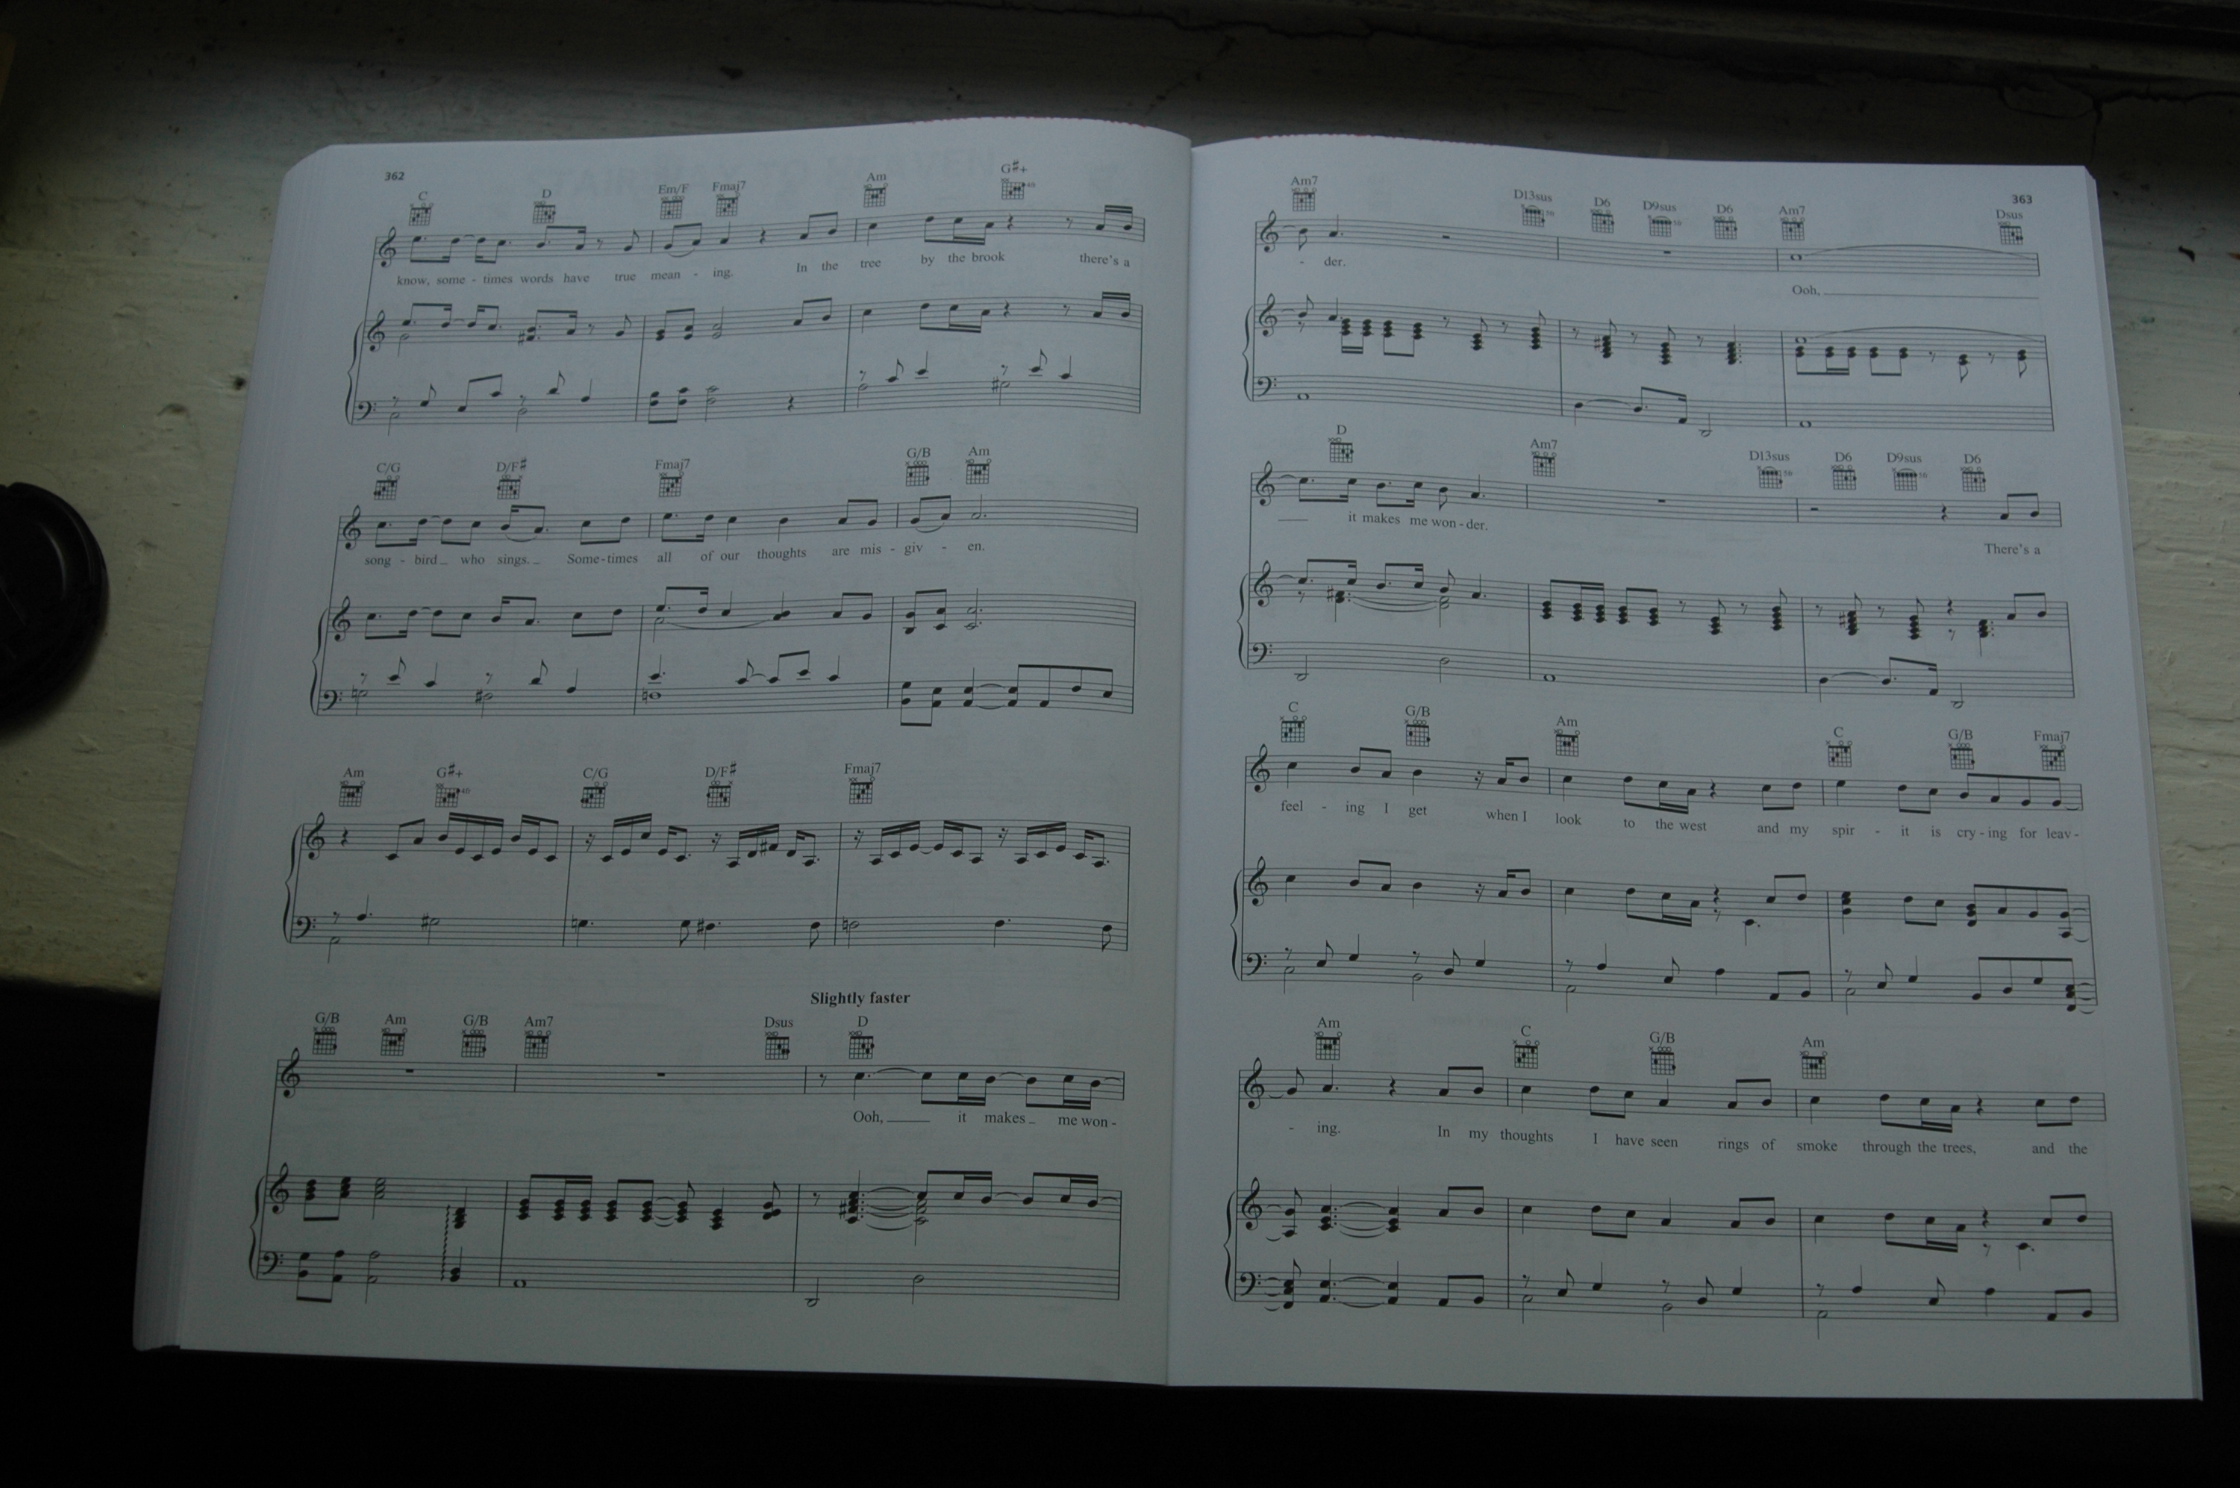 362
C D Em/F Fmaj7 Am G#+
know, some - times words have true mean - ing. In the tree by the brook there's a
C/G D/F# Fmaj7 G/B Am
song - bird who sings. Some - times all of our thoughts are mis - giv - en.
Am G#+ C/G D/F# Fmaj7
Slightly faster
G/B Am G/B Am7 Dsus D
Ooh, it makes me won -
363
Am7 D13sus D6 D9sus D6 Am7 Dsus
- der. Ooh,
D Am7 D13sus D6 D9sus D6
it makes me won - der. There's a
C G/B Am C G/B Fmaj7
feel - ing I get when I look to the west and my spir - it is cry - ing for leav -
Am C G/B Am
- ing. In my thoughts I have seen rings of smoke through the trees, and the